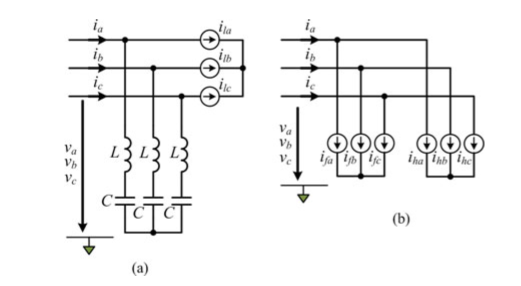 i_a
i_la
i_b
i_lb
i_c
i_lc
v_a
v_b
v_c
L L L
C C C
(a)
i_a
i_b
i_c
v_a
v_b
v_c
i_fa i_fb i_fc i_ha i_hb i_hc
(b)